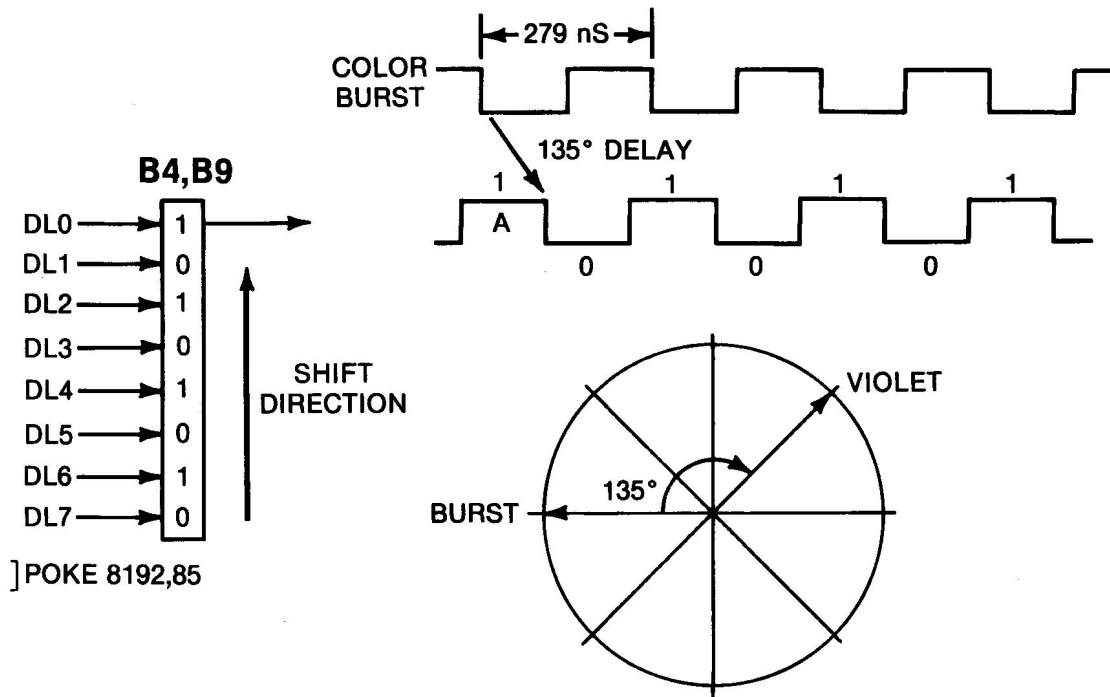 279 nS
COLOR
BURST
135° DELAY
B4,B9
DL0 1
DL1 0
DL2 1
DL3 0
DL4 1
DL5 0
DL6 1
DL7 0
SHIFT
DIRECTION
]POKE 8192,85
1 1 1 1
A
0 0 0
VIOLET
135°
BURST